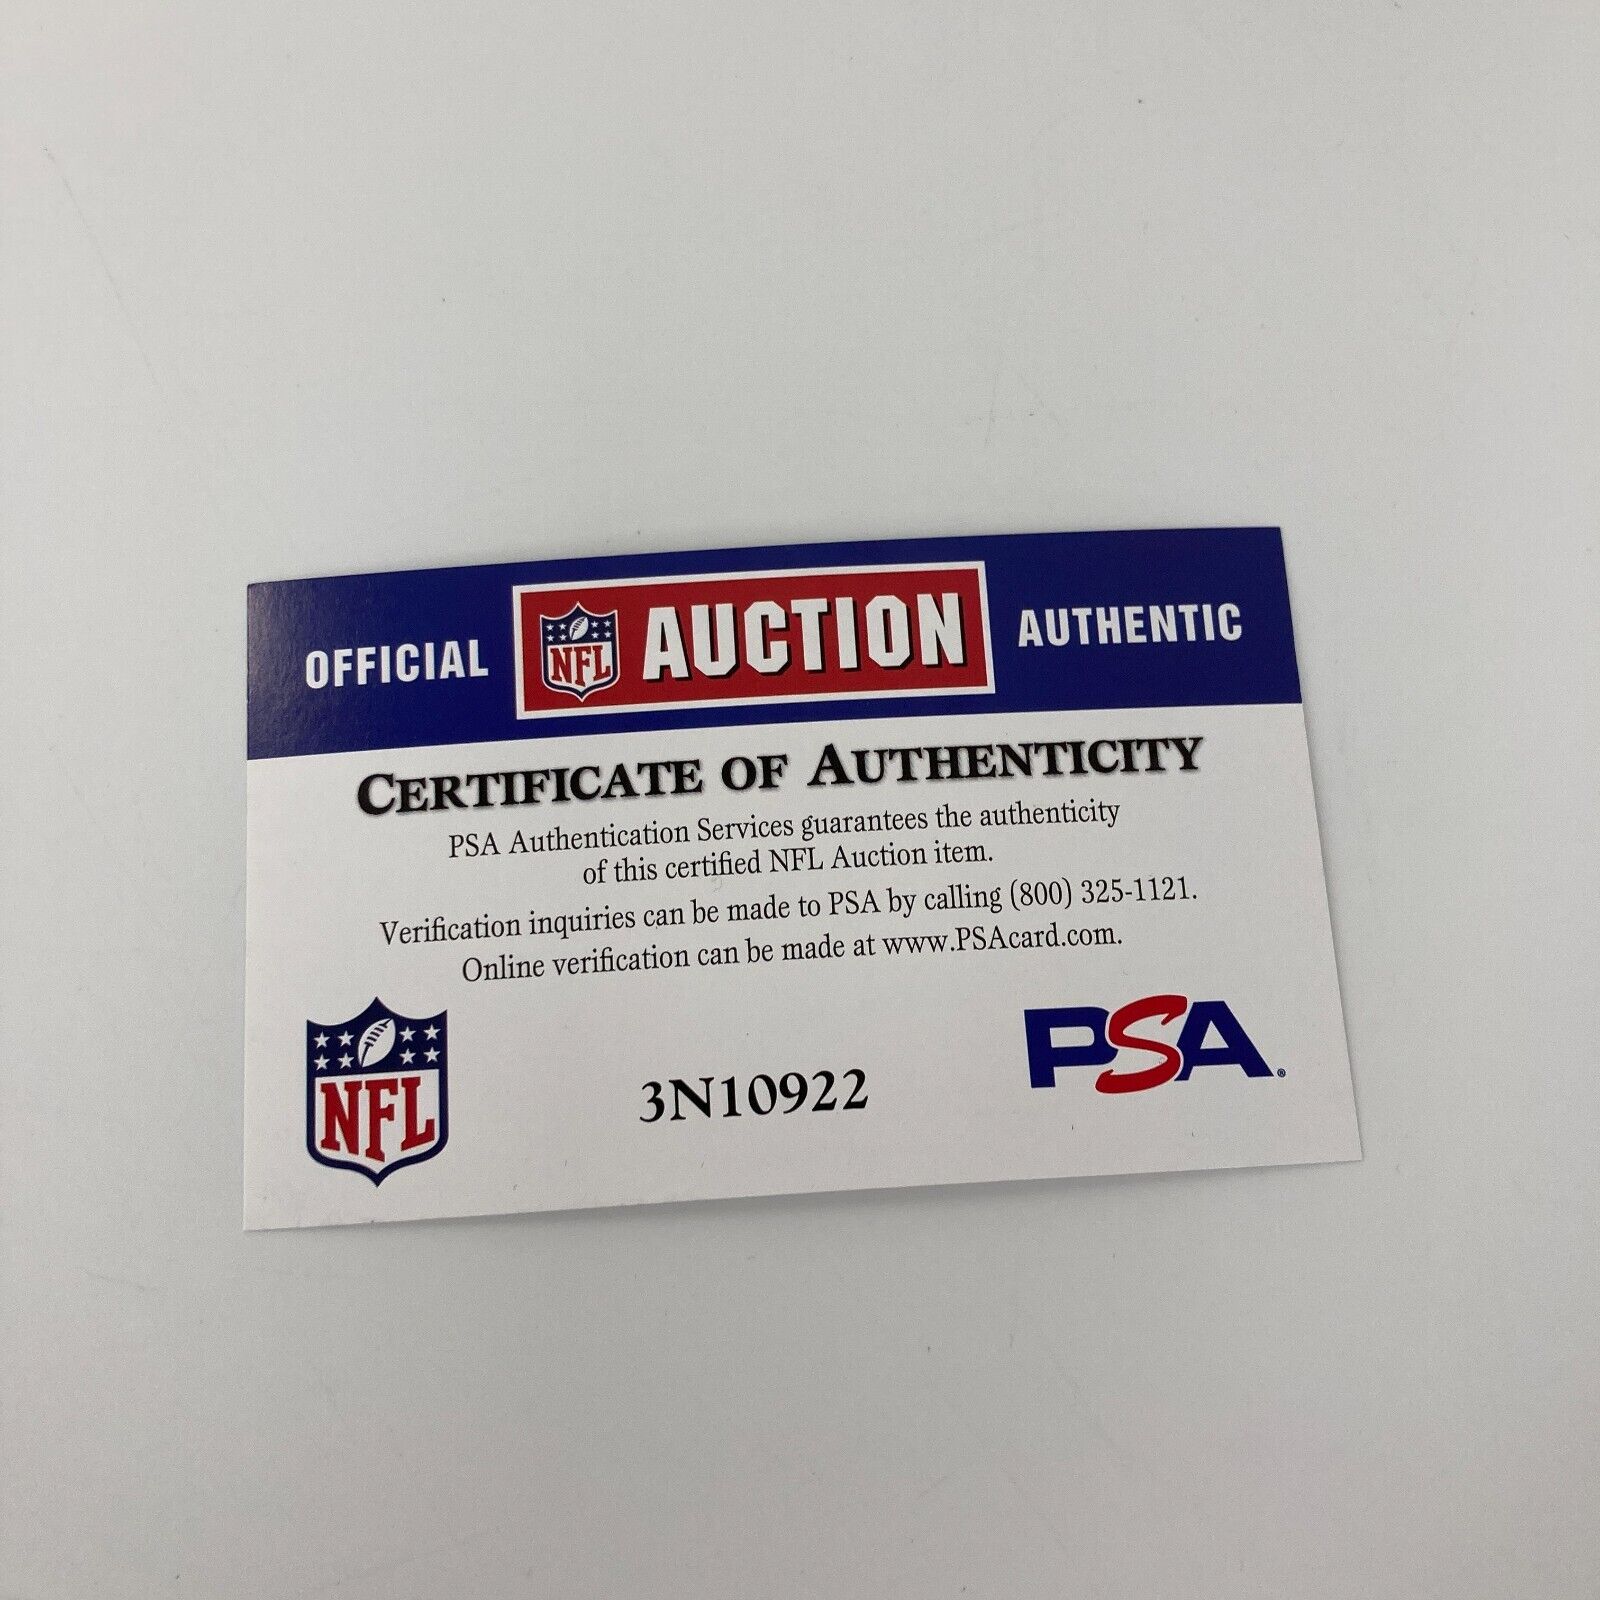 OFFICIAL NFL AUCTION AUTHENTIC
CERTIFICATE OF AUTHENTICITY
PSA Authentication Services guarantees the authenticity
of this certified NFL Auction item.
Verification inquiries can be made to PSA by calling (800) 325-1121.
Online verification can be made at www.PSAcard.com.
NFL
3N10922
PSA®